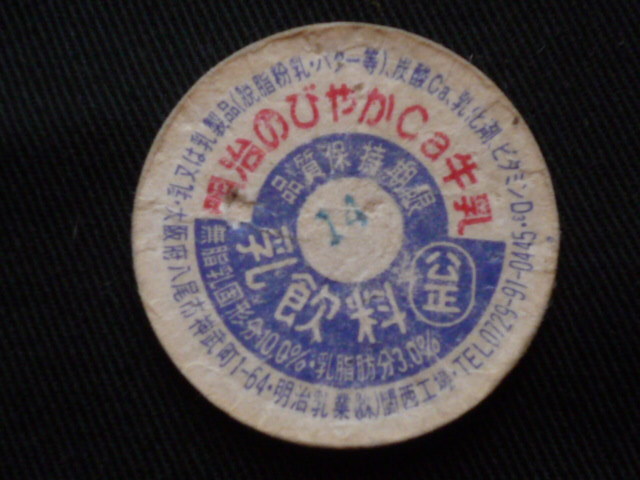 明治のびやかCa牛乳
品質保持期限
14
乳飲料
公正
無脂乳固形分10.0%・乳脂肪分3.0%
乳又は乳製品(脱脂粉乳・バター等)、炭酸Ca、乳化剤、ビタミンD
大阪府八尾市神武町1-64・明治乳業(株)関西工場・TEL0729-91-0445